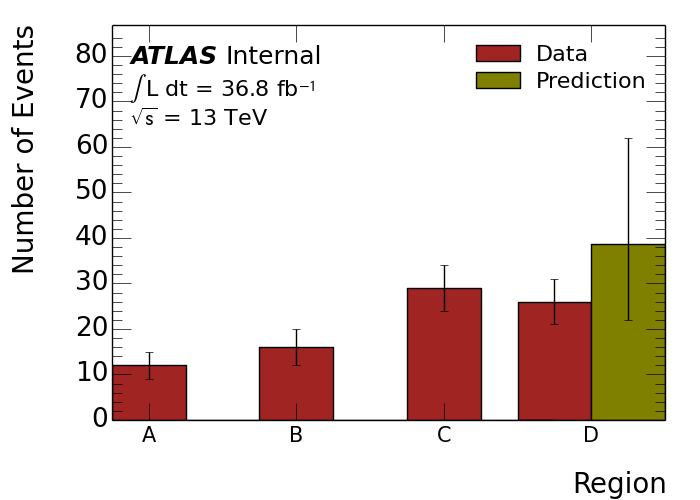 ATLAS Internal
∫L dt = 36.8 fb⁻¹
√s = 13 TeV
Data
Prediction
Number of Events
80
70
60
50
40
30
20
10
0
A B C D
Region